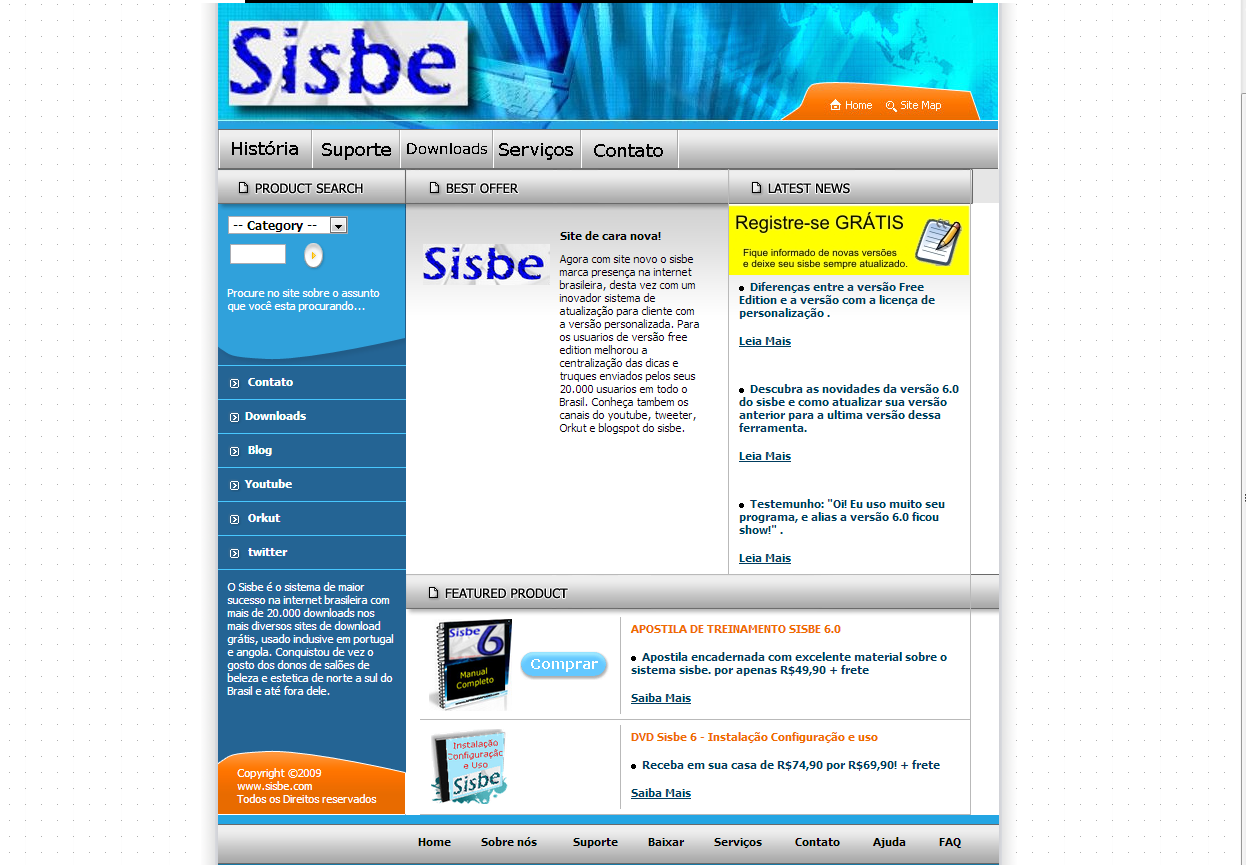 Sisbe
Home Site Map
História Suporte Downloads Serviços Contato
PRODUCT SEARCH
-- Category --
Procure no site sobre o assunto
que você esta procurando...
Contato
Downloads
Blog
Youtube
Orkut
twitter
O Sisbe é o sistema de maior
sucesso na internet brasileira com
mais de 20.000 downloads nos
mais diversos sites de download
grátis, usado inclusive em portugal
e angola. Conquistou de vez o
gosto dos donos de salões de
beleza e estetica de norte a sul do
Brasil e até fora dele.
Copyright ©2009
www.sisbe.com
Todos os Direitos reservados
BEST OFFER
Sisbe
Site de cara nova!
Agora com site novo o sisbe
marca presença na internet
brasileira, desta vez com um
inovador sistema de
atualização para cliente com
a versão personalizada. Para
os usuarios de versão free
edition melhorou a
centralização das dicas e
truques enviados pelos seus
20.000 usuarios em todo o
Brasil. Conheça tambem os
canais do youtube, tweeter,
Orkut e blogspot do sisbe.
LATEST NEWS
Registre-se GRÁTIS
Fique informado de novas versões
e deixe seu sisbe sempre atualizado.
Diferenças entre a versão Free
Edition e a versão com a licença de
personalização .
Leia Mais
Descubra as novidades da versão 6.0
do sisbe e como atualizar sua versão
anterior para a ultima versão dessa
ferramenta.
Leia Mais
Testemunho: "Oi! Eu uso muito seu
programa, e alias a versão 6.0 ficou
show!" .
Leia Mais
FEATURED PRODUCT
Sisbe
6
Manual
Completo
Comprar
APOSTILA DE TREINAMENTO SISBE 6.0
Apostila encadernada com excelente material sobre o
sistema sisbe. por apenas R$49,90 + frete
Saiba Mais
Instalação
Configuração
e Uso
Sisbe
DVD Sisbe 6 - Instalação Configuração e uso
Receba em sua casa de R$74,90 por R$69,90! + frete
Saiba Mais
Home Sobre nós Suporte Baixar Serviços Contato Ajuda FAQ